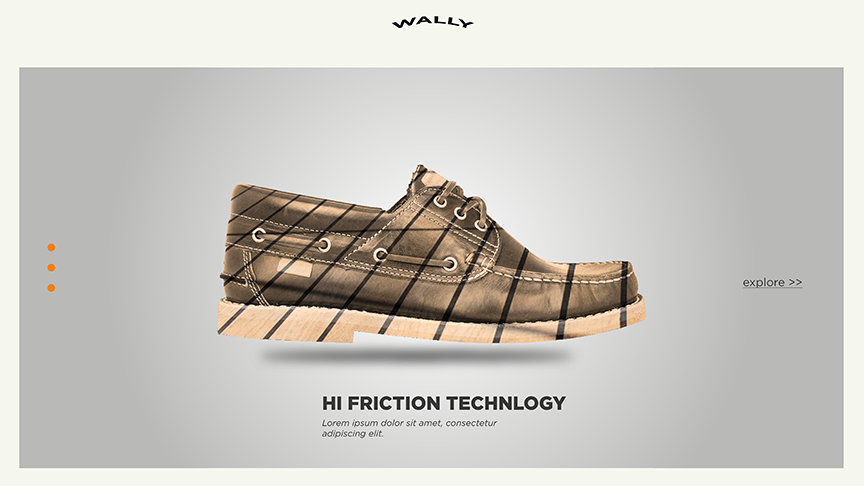 WALLY
explore >>
HI FRICTION TECHNLOGY
Lorem ipsum dolor sit amet, consectetur
adipiscing elit.